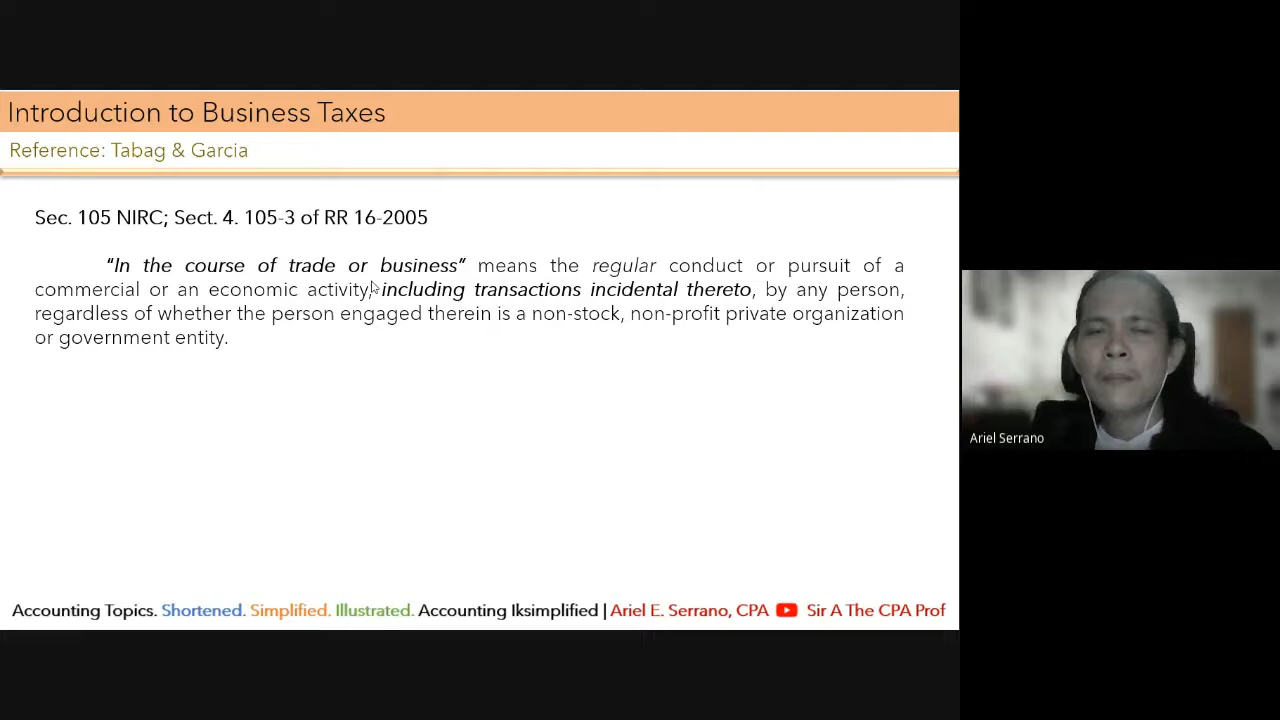 Introduction to Business Taxes
Reference: Tabag & Garcia
Sec. 105 NIRC; Sect. 4. 105-3 of RR 16-2005
“In the course of trade or business” means the regular conduct or pursuit of a
commercial or an economic activity, including transactions incidental thereto, by any person,
regardless of whether the person engaged therein is a non-stock, non-profit private organization
or government entity.
Ariel Serrano
Accounting Topics. Shortened. Simplified. Illustrated. Accounting Iksimplified | Ariel E. Serrano, CPA Sir A The CPA Prof